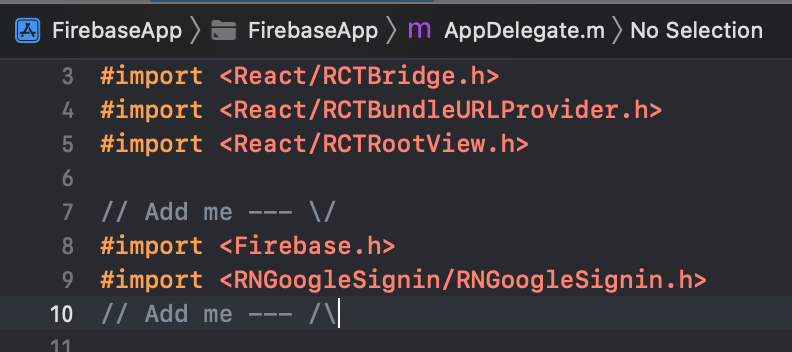 FirebaseApp > FirebaseApp > m AppDelegate.m > No Selection
3 #import <React/RCTBridge.h>
4 #import <React/RCTBundleURLProvider.h>
5 #import <React/RCTRootView.h>
6
7 // Add me --- \/
8 #import <Firebase.h>
9 #import <RNGoogleSignin/RNGoogleSignin.h>
10 // Add me --- /\
11